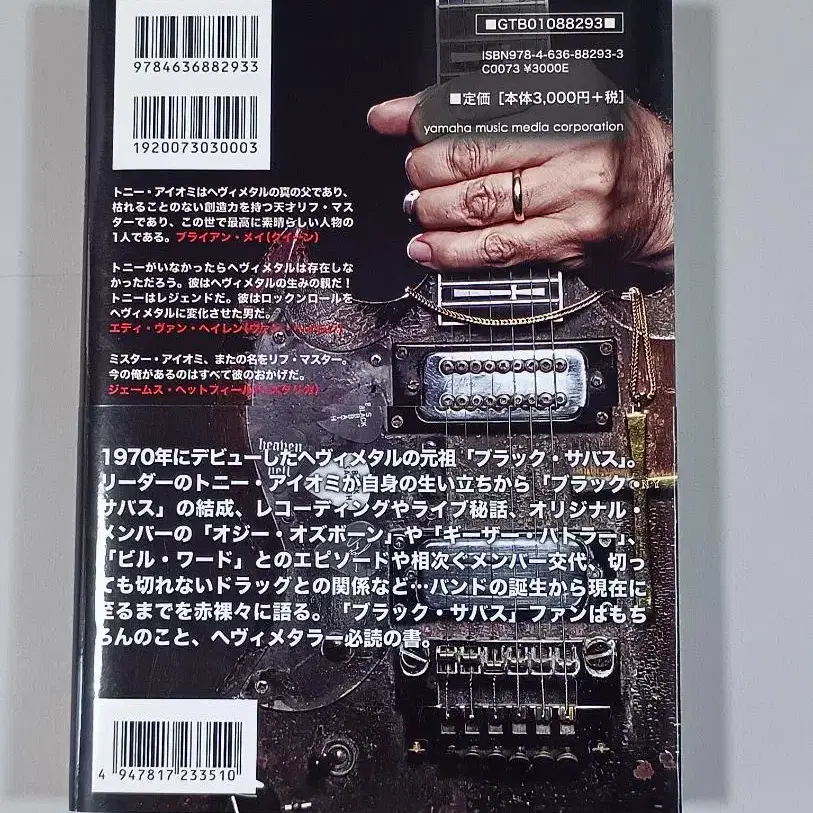 9784636882933
1920073030003
■GTB01088293■
ISBN978-4-636-88293-3
C0073 ¥3000E
■定価［本体3,000円＋税］
yamaha music media corporation
トニー・アイオミはヘヴィメタルの真の父であり、
枯れることのない創造力を持つ天才リフ・マス
ターであり、この世で最高に素晴らしい人物の
1人である。ブライアン・メイ(クイーン)
トニーがいなかったらヘヴィメタルは存在しな
かっただろう。彼はヘヴィメタルの生みの親だ！
トニーはレジェンドだ。彼はロックンロールを
ヘヴィメタルに変化させた男だ。
エディ・ヴァン・ヘイレン(ヴァン・ヘイレン)
ミスター・アイオミ、またの名をリフ・マスター。
今の俺があるのはすべて彼のおかげだ。
ジェームス・ヘットフィールド(メタリカ)
heaven
hell
BLACK
1970年にデビューしたヘヴィメタルの元祖「ブラック・サバス」。
リーダーのトニー・アイオミが自身の生い立ちから「ブラック・
サバス」の結成、レコーディングやライブ秘話、オリジナル・
メンバーの「オジー・オズボーン」や「ギーザー・バトラー」、
「ビル・ワード」とのエピソードや相次ぐメンバー交代、切っ
ても切れないドラッグとの関係など…バンドの誕生から現在に
至るまでを赤裸々に語る。「ブラック・サバス」ファンはもち
ろんのこと、ヘヴィメタラー必読の書。
4947817233510